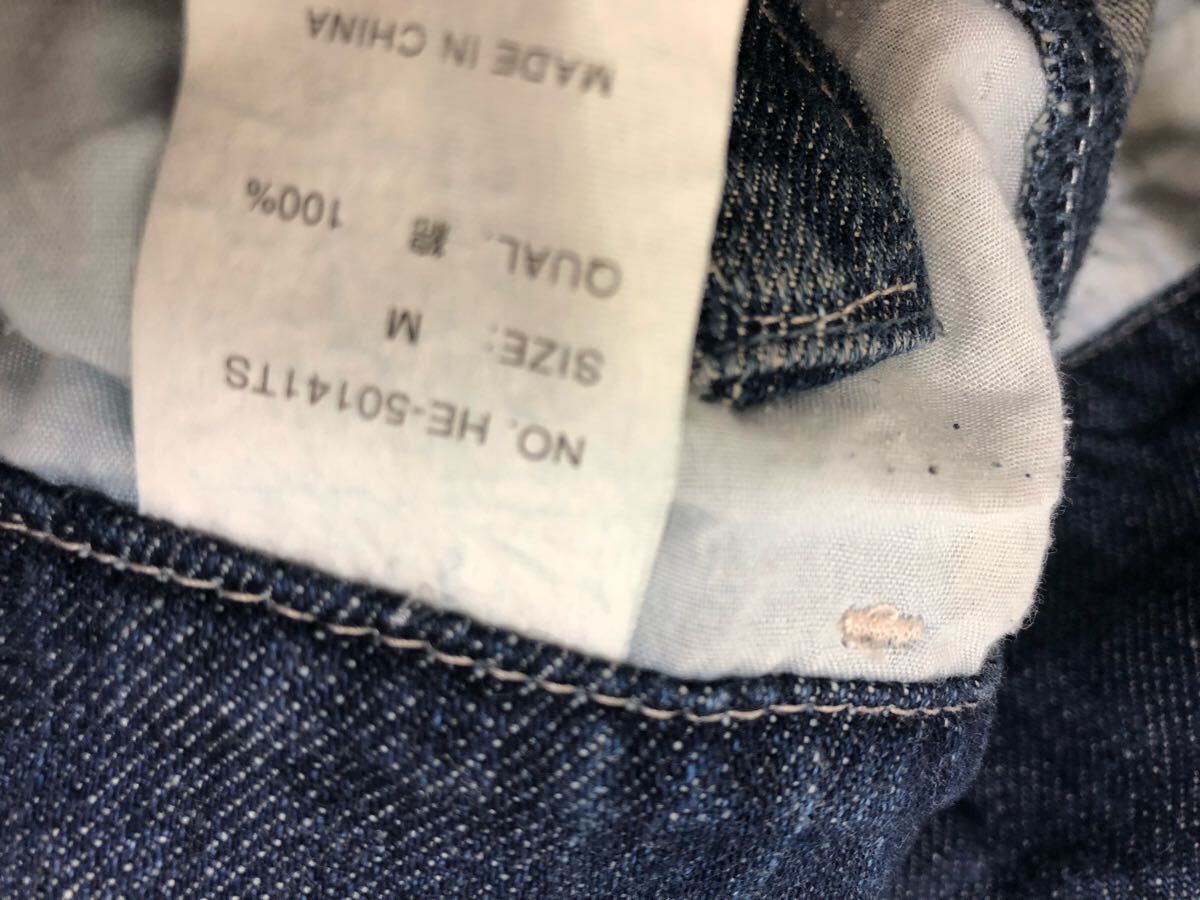 NO. HE-50141TS
SIZE: M
QUAL. 綿 100%
MADE IN CHINA